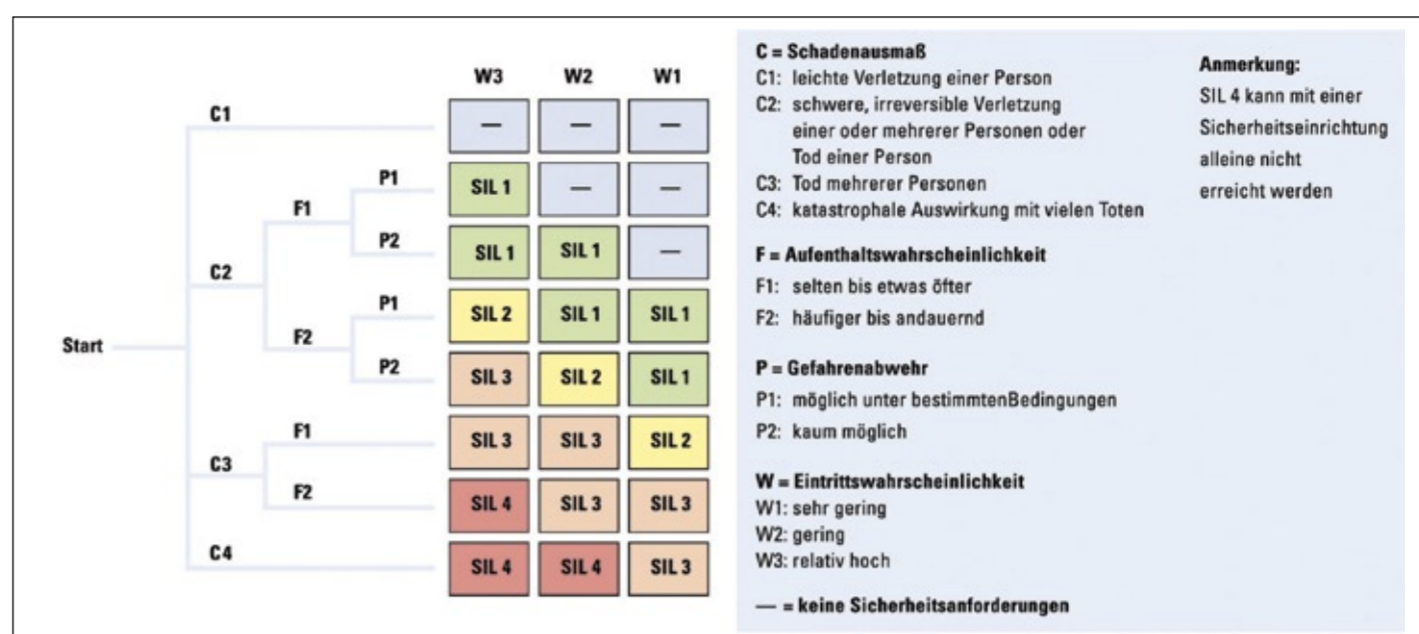 W3 W2 W1
C1 — — —
P1 SIL 1 — —
F1
P2 SIL 1 SIL 1 —
C2
P1 SIL 2 SIL 1 SIL 1
Start F2
P2 SIL 3 SIL 2 SIL 1
F1 SIL 3 SIL 3 SIL 2
C3
F2 SIL 4 SIL 3 SIL 3
C4 SIL 4 SIL 4 SIL 3
C = Schadenausmaß
C1: leichte Verletzung einer Person
C2: schwere, irreversible Verletzung
einer oder mehrerer Personen oder
Tod einer Person
C3: Tod mehrerer Personen
C4: katastrophale Auswirkung mit vielen Toten
F = Aufenthaltswahrscheinlichkeit
F1: selten bis etwas öfter
F2: häufiger bis andauernd
P = Gefahrenabwehr
P1: möglich unter bestimmtenBedingungen
P2: kaum möglich
W = Eintrittswahrscheinlichkeit
W1: sehr gering
W2: gering
W3: relativ hoch
— = keine Sicherheitsanforderungen
Anmerkung:
SIL 4 kann mit einer
Sicherheitseinrichtung
alleine nicht
erreicht werden